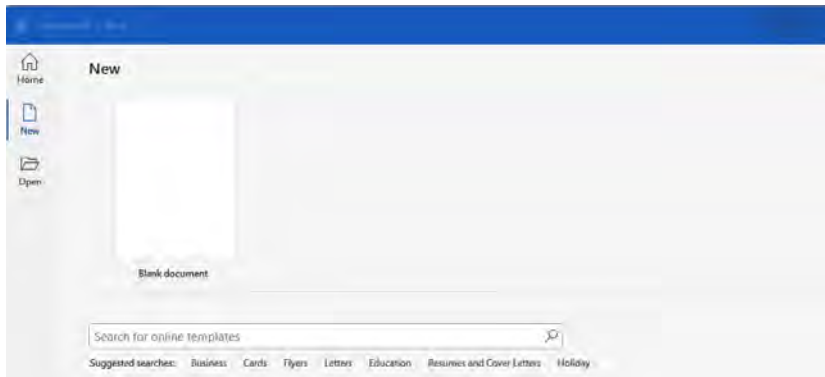 Home
New
New
Open
Blank document
Search for online templates
Suggested searches: Business Cards Flyers Letters Education Resumes and Cover Letters Holiday